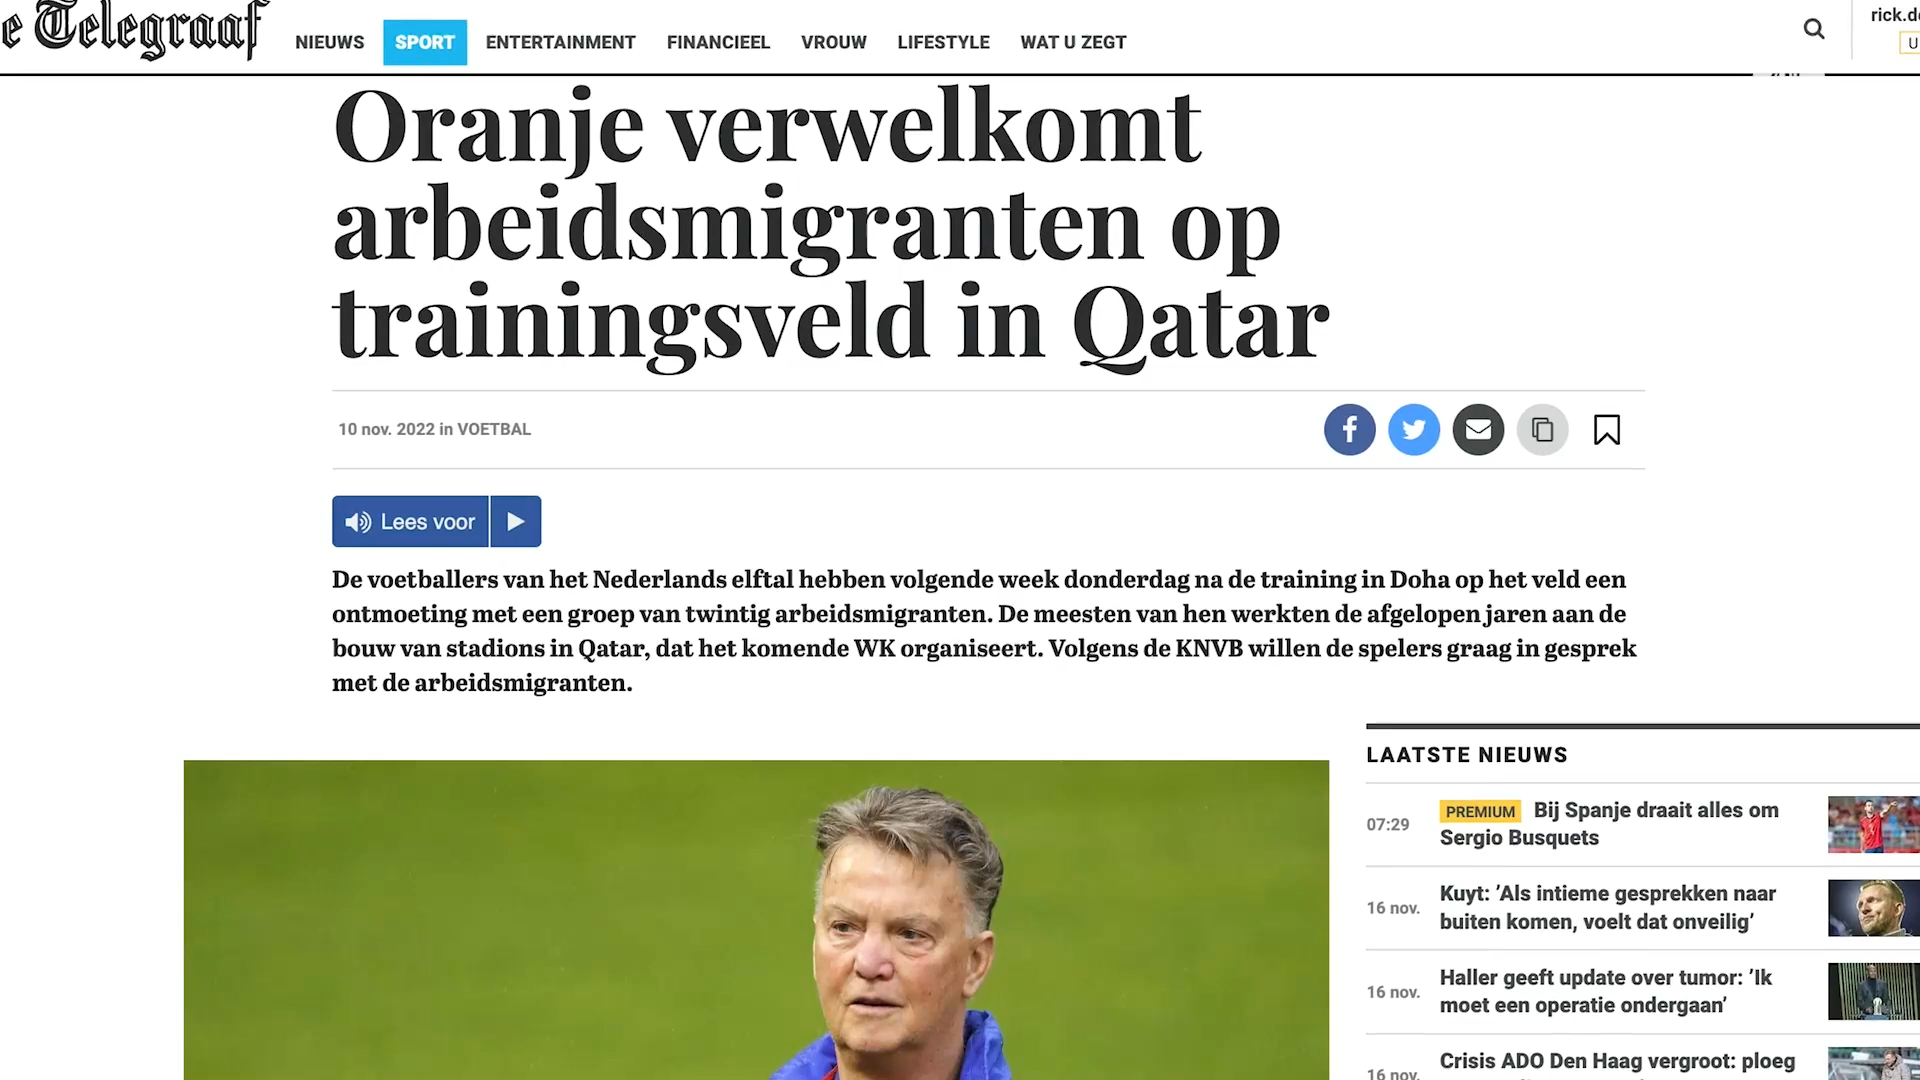 e Telegraaf
NIEUWS SPORT ENTERTAINMENT FINANCIEEL VROUW LIFESTYLE WAT U ZEGT
Oranje verwelkomt
arbeidsmigranten op
trainingsveld in Qatar
10 nov. 2022 in VOETBAL
Lees voor
De voetballers van het Nederlands elftal hebben volgende week donderdag na de training in Doha op het veld een
ontmoeting met een groep van twintig arbeidsmigranten. De meesten van hen werkten de afgelopen jaren aan de
bouw van stadions in Qatar, dat het komende WK organiseert. Volgens de KNVB willen de spelers graag in gesprek
met de arbeidsmigranten.
LAATSTE NIEUWS
07:29
PREMIUM Bij Spanje draait alles om
Sergio Busquets
16 nov.
Kuyt: ’Als intieme gesprekken naar
buiten komen, voelt dat onveilig’
16 nov.
Haller geeft update over tumor: ’Ik
moet een operatie ondergaan’
16 nov.
Crisis ADO Den Haag vergroot: ploeg